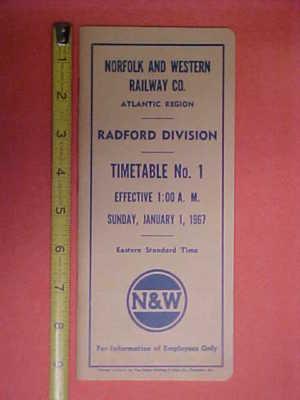 NORFOLK AND WESTERN
RAILWAY CO.
ATLANTIC REGION
RADFORD DIVISION
TIMETABLE No. 1
EFFECTIVE 1:00 A. M.
SUNDAY, JANUARY 1, 1967
Eastern Standard Time
N&W
For Information of Employees Only
1
2
3
4
5
6
7
8
9